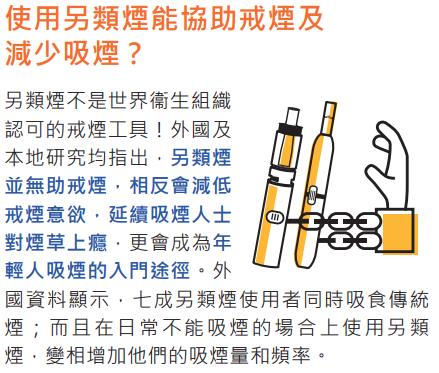 使用另類煙能協助戒煙及
減少吸煙？
另類煙不是世界衞生組織
認可的戒煙工具！外國及
本地研究均指出，另類煙
並無助戒煙，相反會減低
戒煙意欲，延續吸煙人士
對煙草上癮，更會成為年
輕人吸煙的入門途徑。外
國資料顯示，七成另類煙使用者同時吸食傳統
煙；而且在日常不能吸煙的場合上使用另類
煙，變相增加他們的吸煙量和頻率。